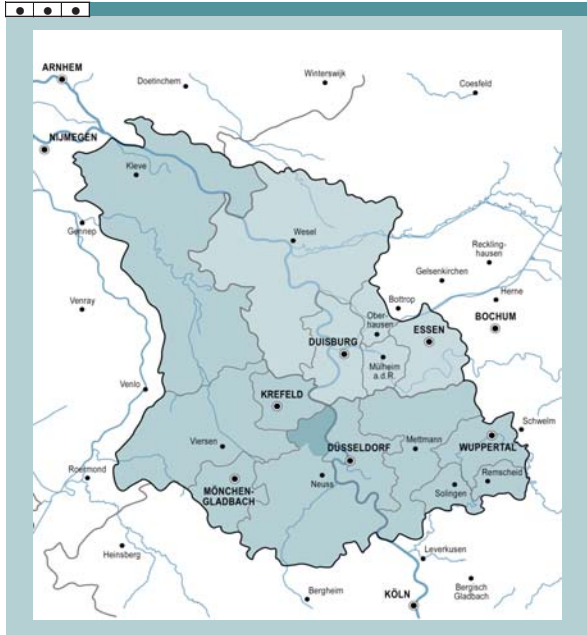 ARNHEM
Doetinchem
Winterswijk
Coesfeld
NIJMEGEN
Kleve
Gennep
Wesel
Reckling-
hausen
Gelsenkirchen
Herne
Bottrop
Venray
Ober-
hausen
ESSEN
BOCHUM
DUISBURG
Mülheim
a.d.R.
Venlo
KREFELD
Schwelm
Viersen
Mettmann
WUPPERTAL
DÜSSELDORF
Roermond
MÖNCHEN-
GLADBACH
Neuss
Remscheid
Solingen
Heinsberg
Leverkusen
Bergheim
KÖLN
Bergisch
Gladbach